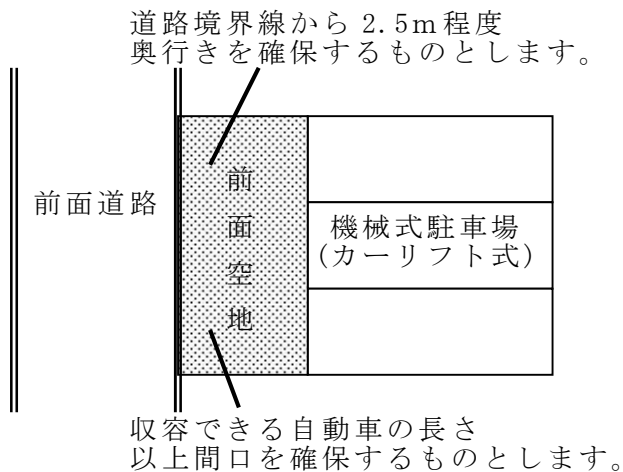 道路境界線から2.5m程度
奥行きを確保するものとします。
前面道路
前面空地
機械式駐車場
(カーリフト式)
収容できる自動車の長さ
以上間口を確保するものとします。